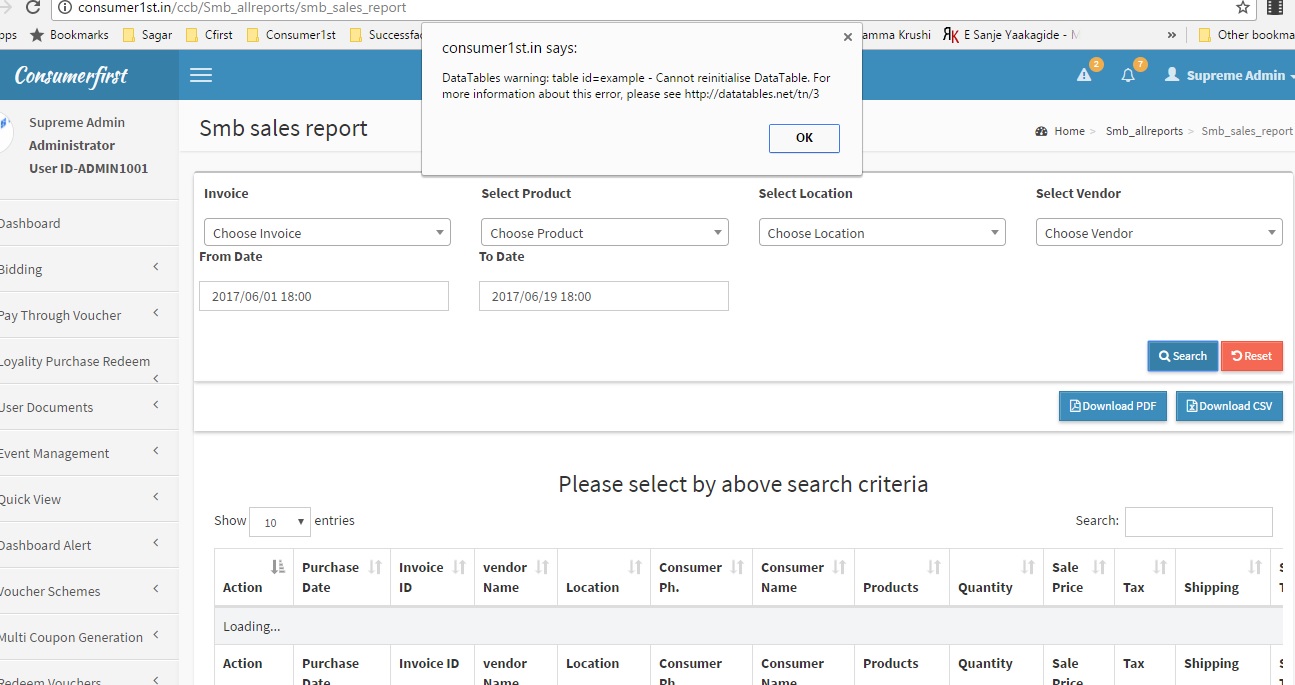 consumer1st.in/ccb/Smb_allreports/smb_sales_report
pps Bookmarks Sagar Cfirst Consumer1st Successfac amma Krushi ЯK E Sanje Yaakagide - M » Other bookma
consumer1st.in says:
DataTables warning: table id=example - Cannot reinitialise DataTable. For
more information about this error, please see http://datatables.net/tn/3
OK
Consumerfirst
2 7 Supreme Admin
Supreme Admin
Administrator
User ID-ADMIN1001
Smb sales report
Home > Smb_allreports > Smb_sales_report
Invoice Select Product Select Location Select Vendor
Choose Invoice Choose Product Choose Location Choose Vendor
From Date To Date
2017/06/01 18:00 2017/06/19 18:00
Search Reset
Download PDF Download CSV
Dashboard
Bidding
Pay Through Voucher
Loyality Purchase Redeem
User Documents
Event Management
Quick View
Dashboard Alert
Voucher Schemes
Multi Coupon Generation
Redeem Vouchers
Please select by above search criteria
Show 10 entries Search:
Action Purchase Date Invoice ID vendor Name Location Consumer Ph. Consumer Name Products Quantity Sale Price Tax Shipping
Loading...
Action Purchase Date Invoice ID vendor Name Location Consumer Ph. Consumer Name Products Quantity Sale Price Tax Shipping